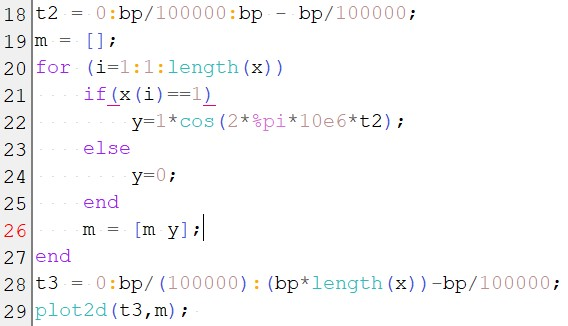 18 t2 = 0:bp/100000:bp - bp/100000;
19 m = [];
20 for (i=1:1:length(x))
21     if(x(i)==1)
22         y=1*cos(2*%pi*10e6*t2);
23     else
24         y=0;
25     end
26     m = [m y];
27 end
28 t3 = 0:bp/(100000):(bp*length(x))-bp/100000;
29 plot2d(t3,m);